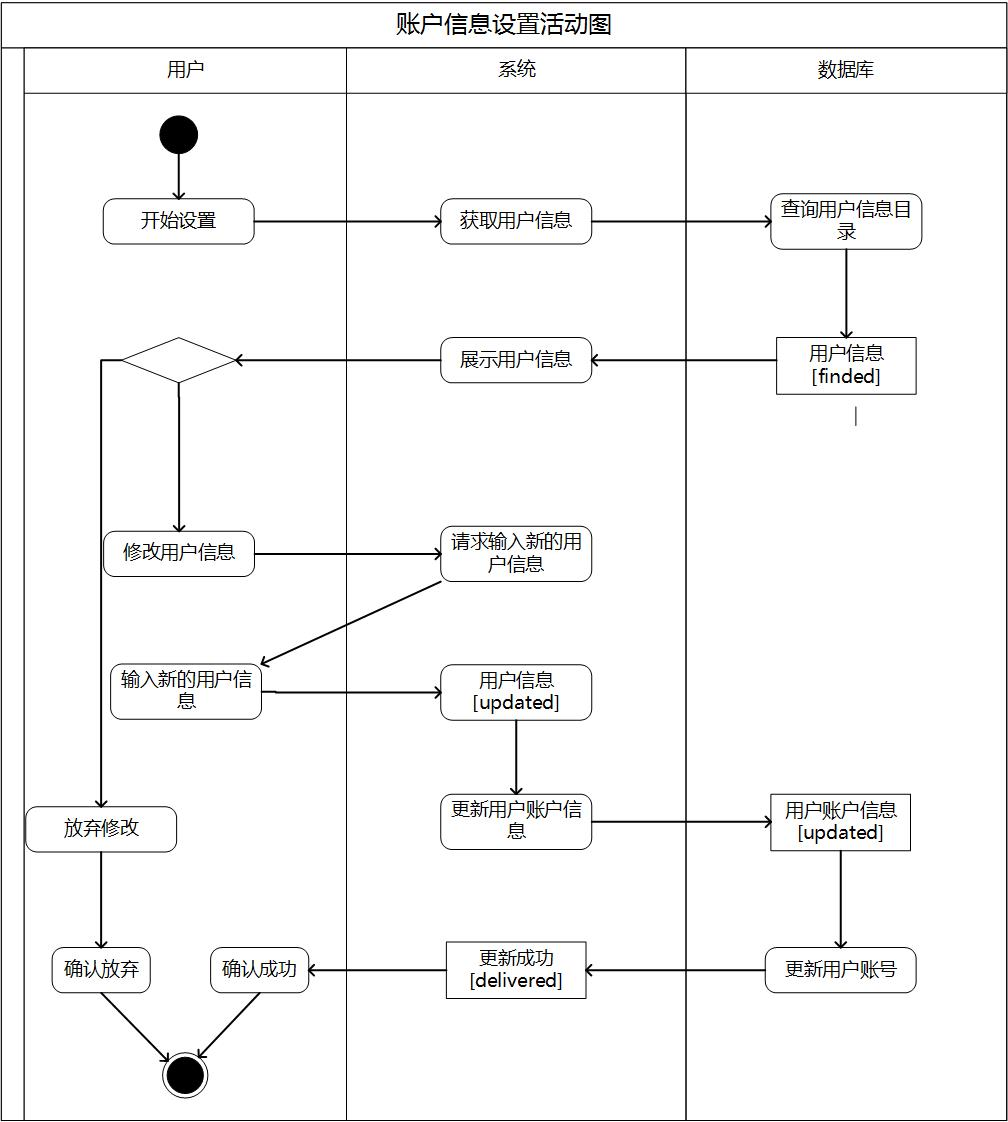 账户信息设置活动图
用户
系统
数据库
开始设置
获取用户信息
查询用户信息目
录
展示用户信息
用户信息
[finded]
修改用户信息
请求输入新的用
户信息
输入新的用户信
息
用户信息
[updated]
放弃修改
更新用户账户信
息
用户账户信息
[updated]
确认放弃
确认成功
更新成功
[delivered]
更新用户账号